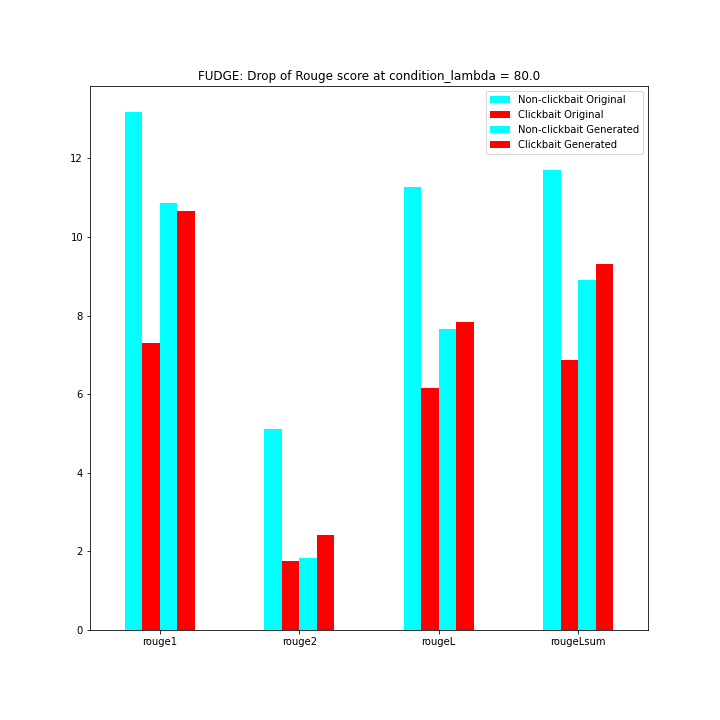 FUDGE: Drop of Rouge score at condition_lambda = 80.0
Non-clickbait Original
Clickbait Original
Non-clickbait Generated
Clickbait Generated
12
10
8
6
4
2
0
rouge1 rouge2 rougeL rougeLsum